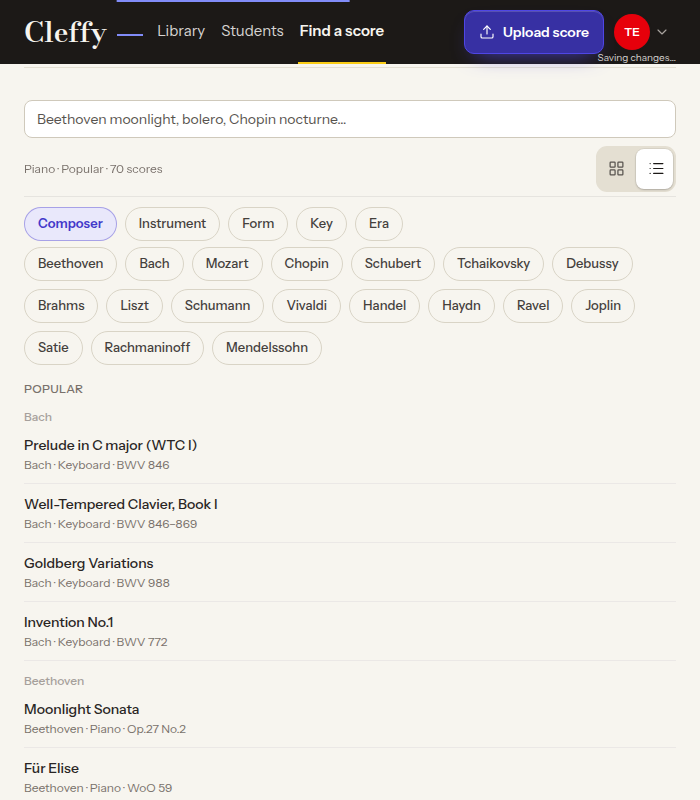 Cleffy Library Students Find a score Upload score TE
Saving changes...
Beethoven moonlight, bolero, Chopin nocturne...
Piano · Popular · 70 scores
Composer Instrument Form Key Era
Beethoven Bach Mozart Chopin Schubert Tchaikovsky Debussy
Brahms Liszt Schumann Vivaldi Handel Haydn Ravel Joplin
Satie Rachmaninoff Mendelssohn
POPULAR
Bach
Prelude in C major (WTC I)
Bach · Keyboard · BWV 846
Well-Tempered Clavier, Book I
Bach · Keyboard · BWV 846–869
Goldberg Variations
Bach · Keyboard · BWV 988
Invention No.1
Bach · Keyboard · BWV 772
Beethoven
Moonlight Sonata
Beethoven · Piano · Op.27 No.2
Für Elise
Beethoven · Piano · WoO 59